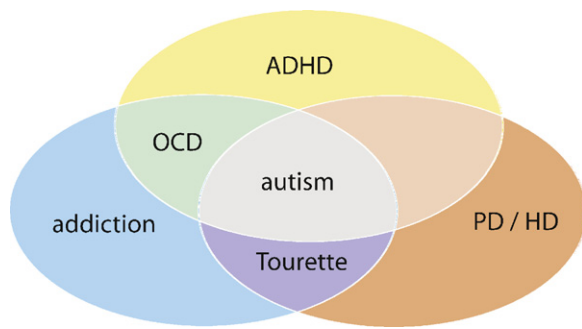 ADHD
OCD
autism
addiction
PD / HD
Tourette